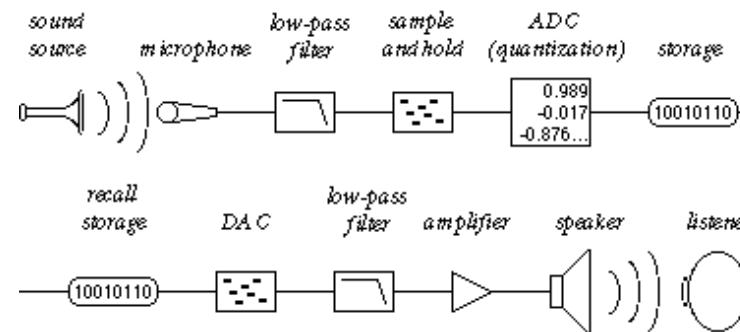 sound
source
microphone
low-pass
filter
sample
and hold
ADC
(quantization)
storage
0.989
-0.017
-0.876...
10010110
recall
storage
DAC
low-pass
filter
amplifier
speaker
listene
10010110